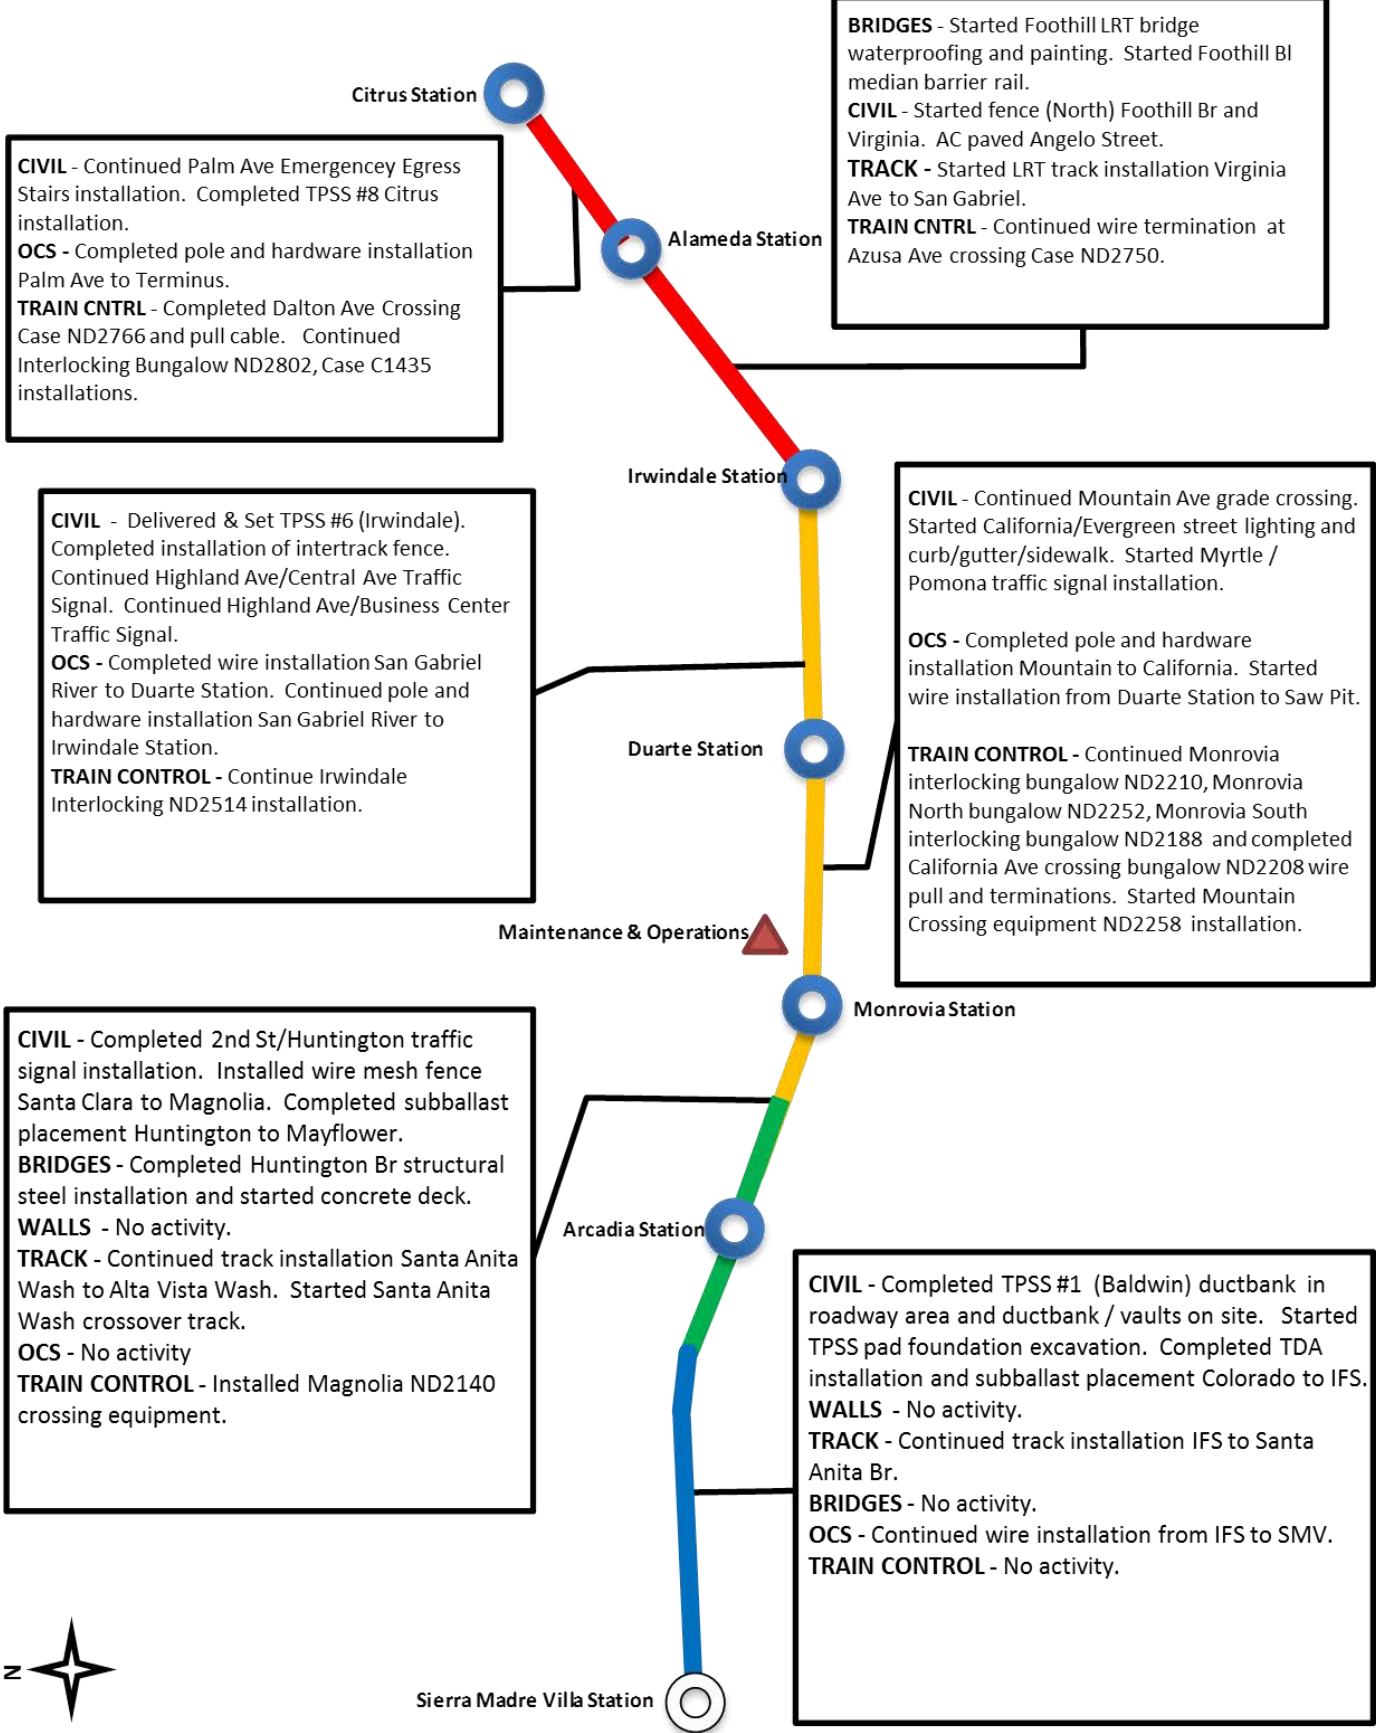 BRIDGES - Started Foothill LRT bridge
waterproofing and painting. Started Foothill Bl
median barrier rail.
CIVIL - Started fence (North) Foothill Br and
Virginia. AC paved Angelo Street.
TRACK - Started LRT track installation Virginia
Ave to San Gabriel.
TRAIN CNTRL - Continued wire termination at
Azusa Ave crossing Case ND2750.
Citrus Station
CIVIL - Continued Palm Ave Emergencey Egress
Stairs installation. Completed TPSS #8 Citrus
installation.
OCS - Completed pole and hardware installation
Palm Ave to Terminus.
TRAIN CNTRL - Completed Dalton Ave Crossing
Case ND2766 and pull cable. Continued
Interlocking Bungalow ND2802, Case C1435
installations.
Alameda Station
Irwindale Station
CIVIL - Delivered & Set TPSS #6 (Irwindale).
Completed installation of intertrack fence.
Continued Highland Ave/Central Ave Traffic
Signal. Continued Highland Ave/Business Center
Traffic Signal.
OCS - Completed wire installation San Gabriel
River to Duarte Station. Continued pole and
hardware installation San Gabriel River to
Irwindale Station.
TRAIN CONTROL - Continue Irwindale
Interlocking ND2514 installation.
CIVIL - Continued Mountain Ave grade crossing.
Started California/Evergreen street lighting and
curb/gutter/sidewalk. Started Myrtle /
Pomona traffic signal installation.
OCS - Completed pole and hardware
installation Mountain to California. Started
wire installation from Duarte Station to Saw Pit.
TRAIN CONTROL - Continued Monrovia
interlocking bungalow ND2210, Monrovia
North bungalow ND2252, Monrovia South
interlocking bungalow ND2188 and completed
California Ave crossing bungalow ND2208 wire
pull and terminations. Started Mountain
Crossing equipment ND2258 installation.
Duarte Station
Maintenance & Operations
Monrovia Station
CIVIL - Completed 2nd St/Huntington traffic
signal installation. Installed wire mesh fence
Santa Clara to Magnolia. Completed subballast
placement Huntington to Mayflower.
BRIDGES - Completed Huntington Br structural
steel installation and started concrete deck.
WALLS - No activity.
TRACK - Continued track installation Santa Anita
Wash to Alta Vista Wash. Started Santa Anita
Wash crossover track.
OCS - No activity
TRAIN CONTROL - Installed Magnolia ND2140
crossing equipment.
Arcadia Station
CIVIL - Completed TPSS #1 (Baldwin) ductbank in
roadway area and ductbank / vaults on site. Started
TPSS pad foundation excavation. Completed TDA
installation and subballast placement Colorado to IFS.
WALLS - No activity.
TRACK - Continued track installation IFS to Santa
Anita Br.
BRIDGES - No activity.
OCS - Continued wire installation from IFS to SMV.
TRAIN CONTROL - No activity.
N
Sierra Madre Villa Station